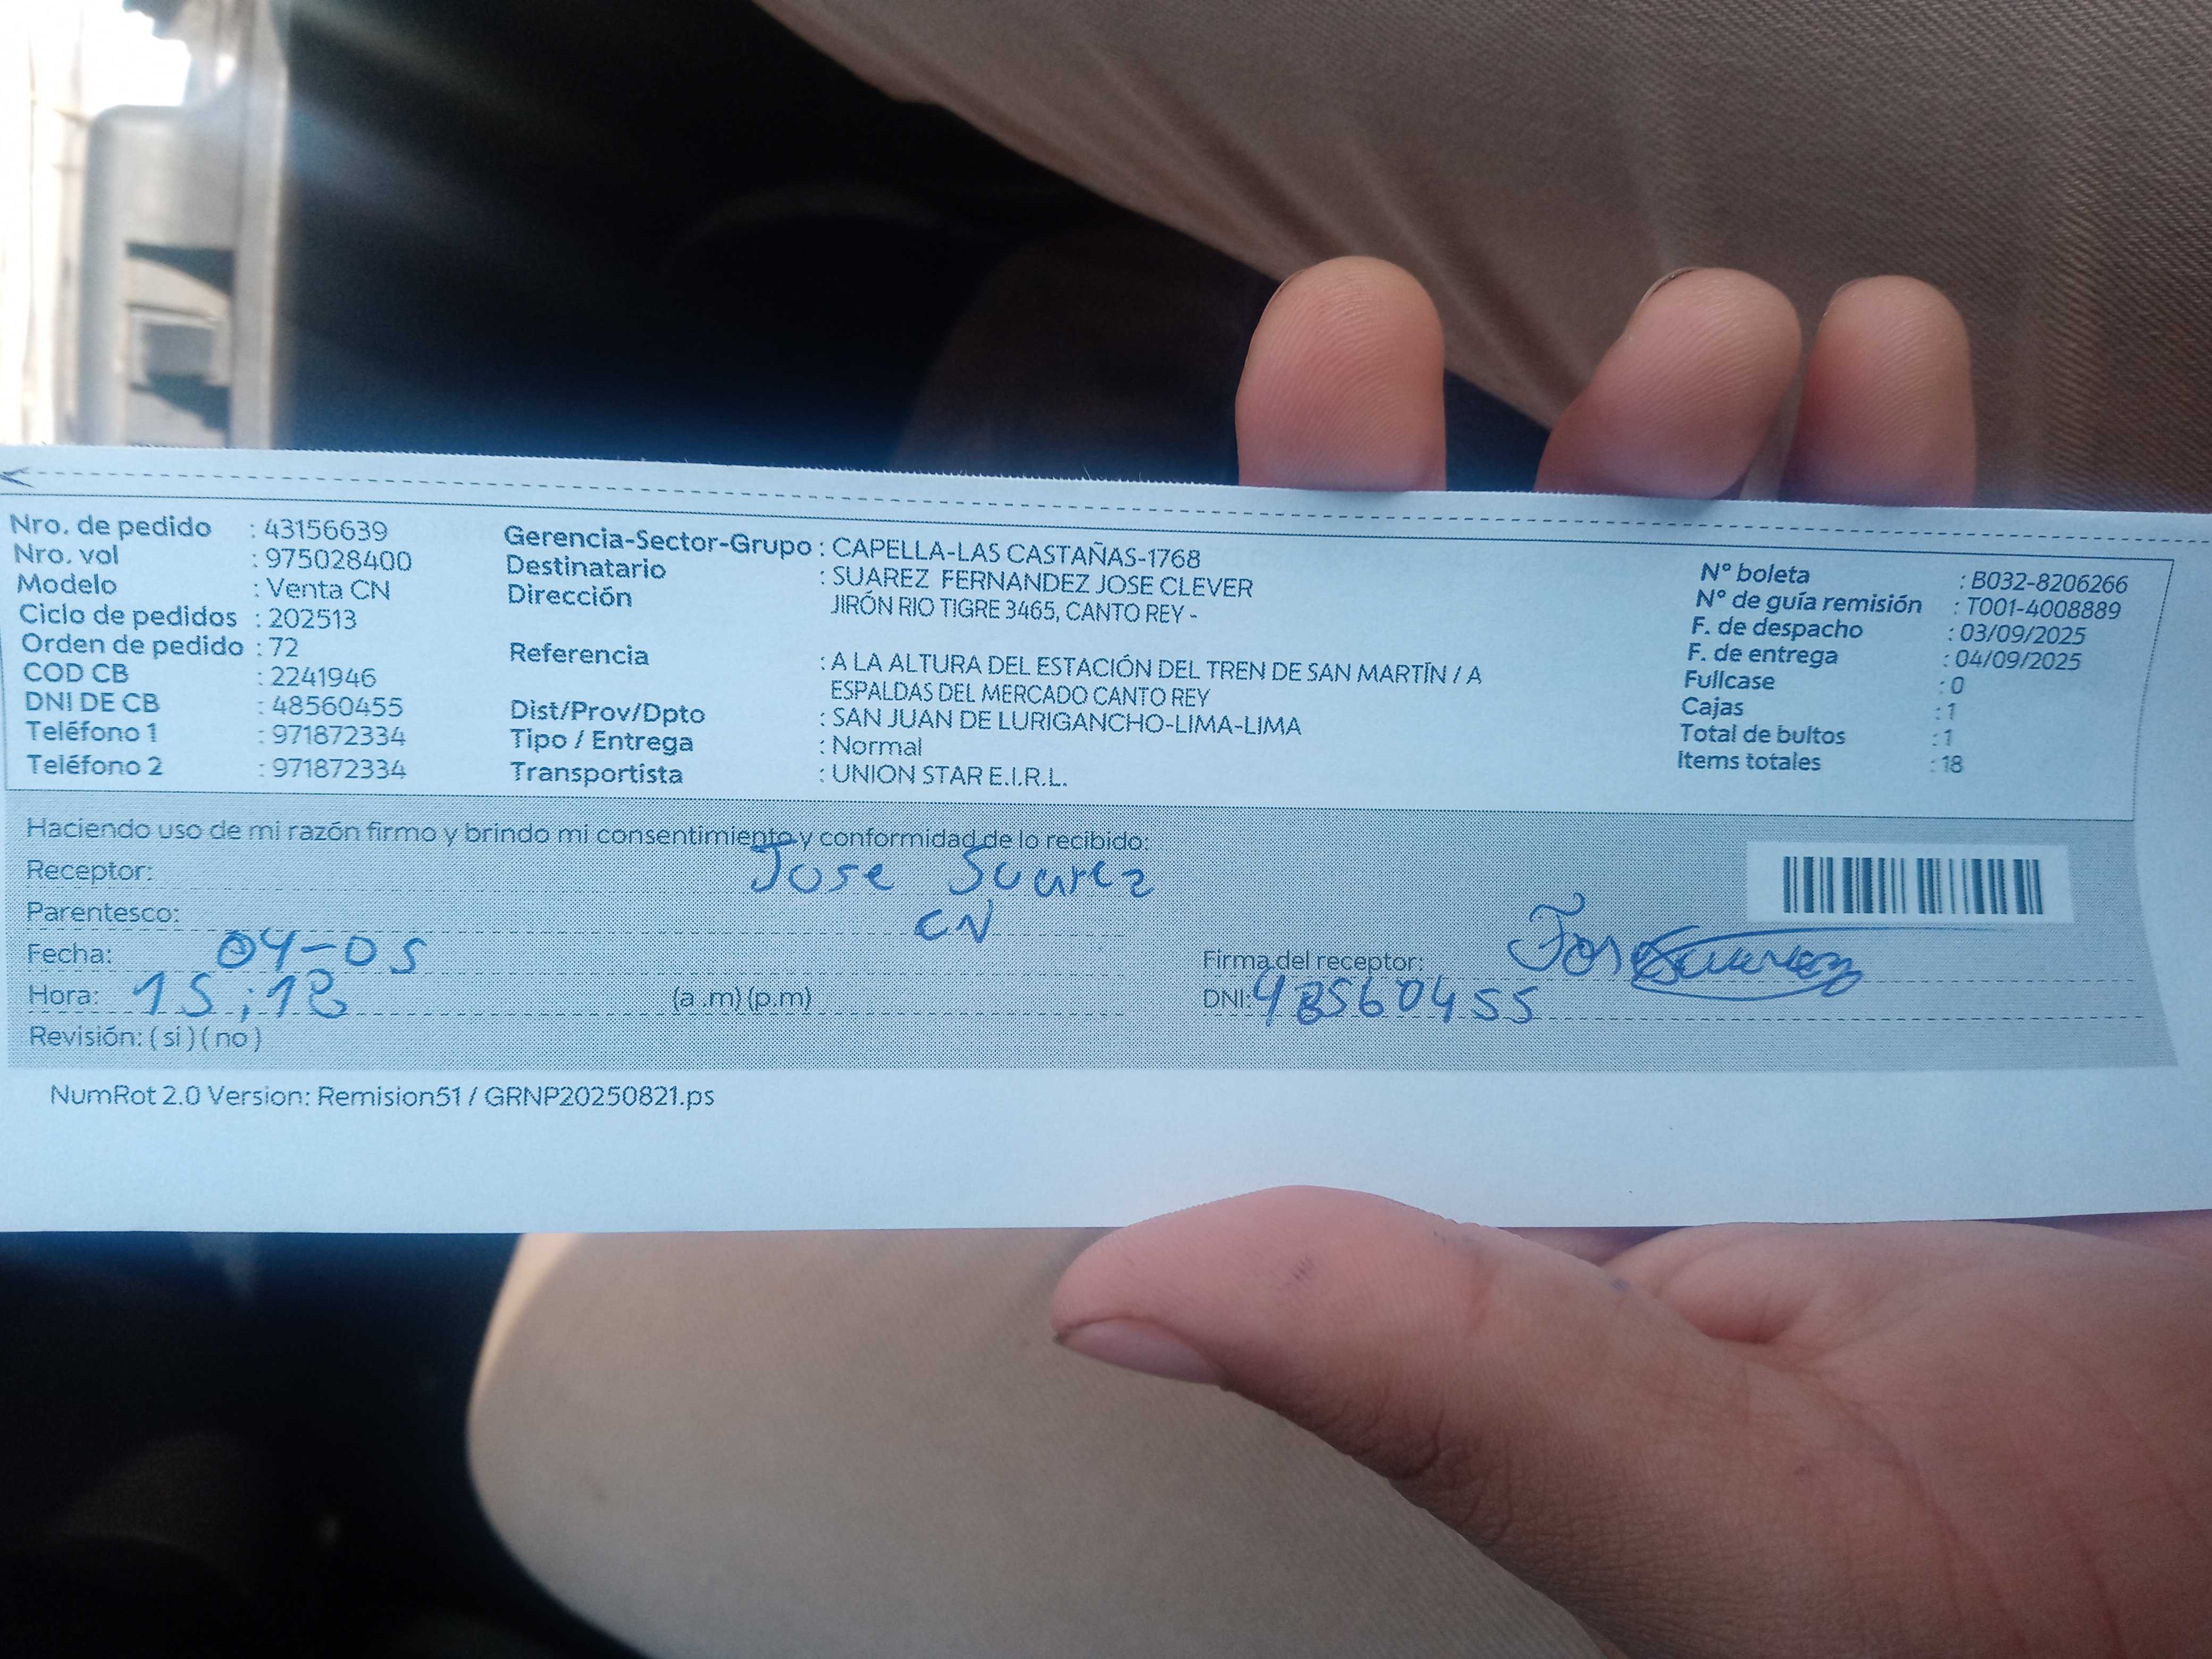 Nro. de pedido : 43156639
Nro. vol : 975028400
Modelo : Venta CN
Ciclo de pedidos : 202513
Orden de pedido : 72
COD CB : 2241946
DNI DE CB : 48560455
Teléfono 1 : 971872334
Teléfono 2 : 971872334
Gerencia-Sector-Grupo : CAPELLA-LAS CASTAÑAS-1768
Destinatario : SUAREZ FERNANDEZ JOSE CLEVER
Dirección JIRÓN RIO TIGRE 3465, CANTO REY -
Referencia : A LA ALTURA DEL ESTACIÓN DEL TREN DE SAN MARTÍN / A
ESPALDAS DEL MERCADO CANTO REY
Dist/Prov/Dpto : SAN JUAN DE LURIGANCHO-LIMA-LIMA
Tipo / Entrega : Normal
Transportista : UNION STAR E.I.R.L.
Nº boleta : B032-8206266
Nº de guía remisión : T001-4008889
F. de despacho : 03/09/2025
F. de entrega : 04/09/2025
Fullcase : 0
Cajas : 1
Total de bultos : 1
Items totales : 18
Haciendo uso de mi razón firmo y brindo mi consentimiento y conformidad de lo recibido:
Receptor: Jose Suarez
Parentesco: CN
Fecha: 04-05
Hora: 15:18 (a .m) (p.m)
Revisión: ( si ) ( no )
Firma del receptor: Jose Suarez
DNI: 48560455
NumRot 2.0 Version: Remision51 / GRNP20250821.ps